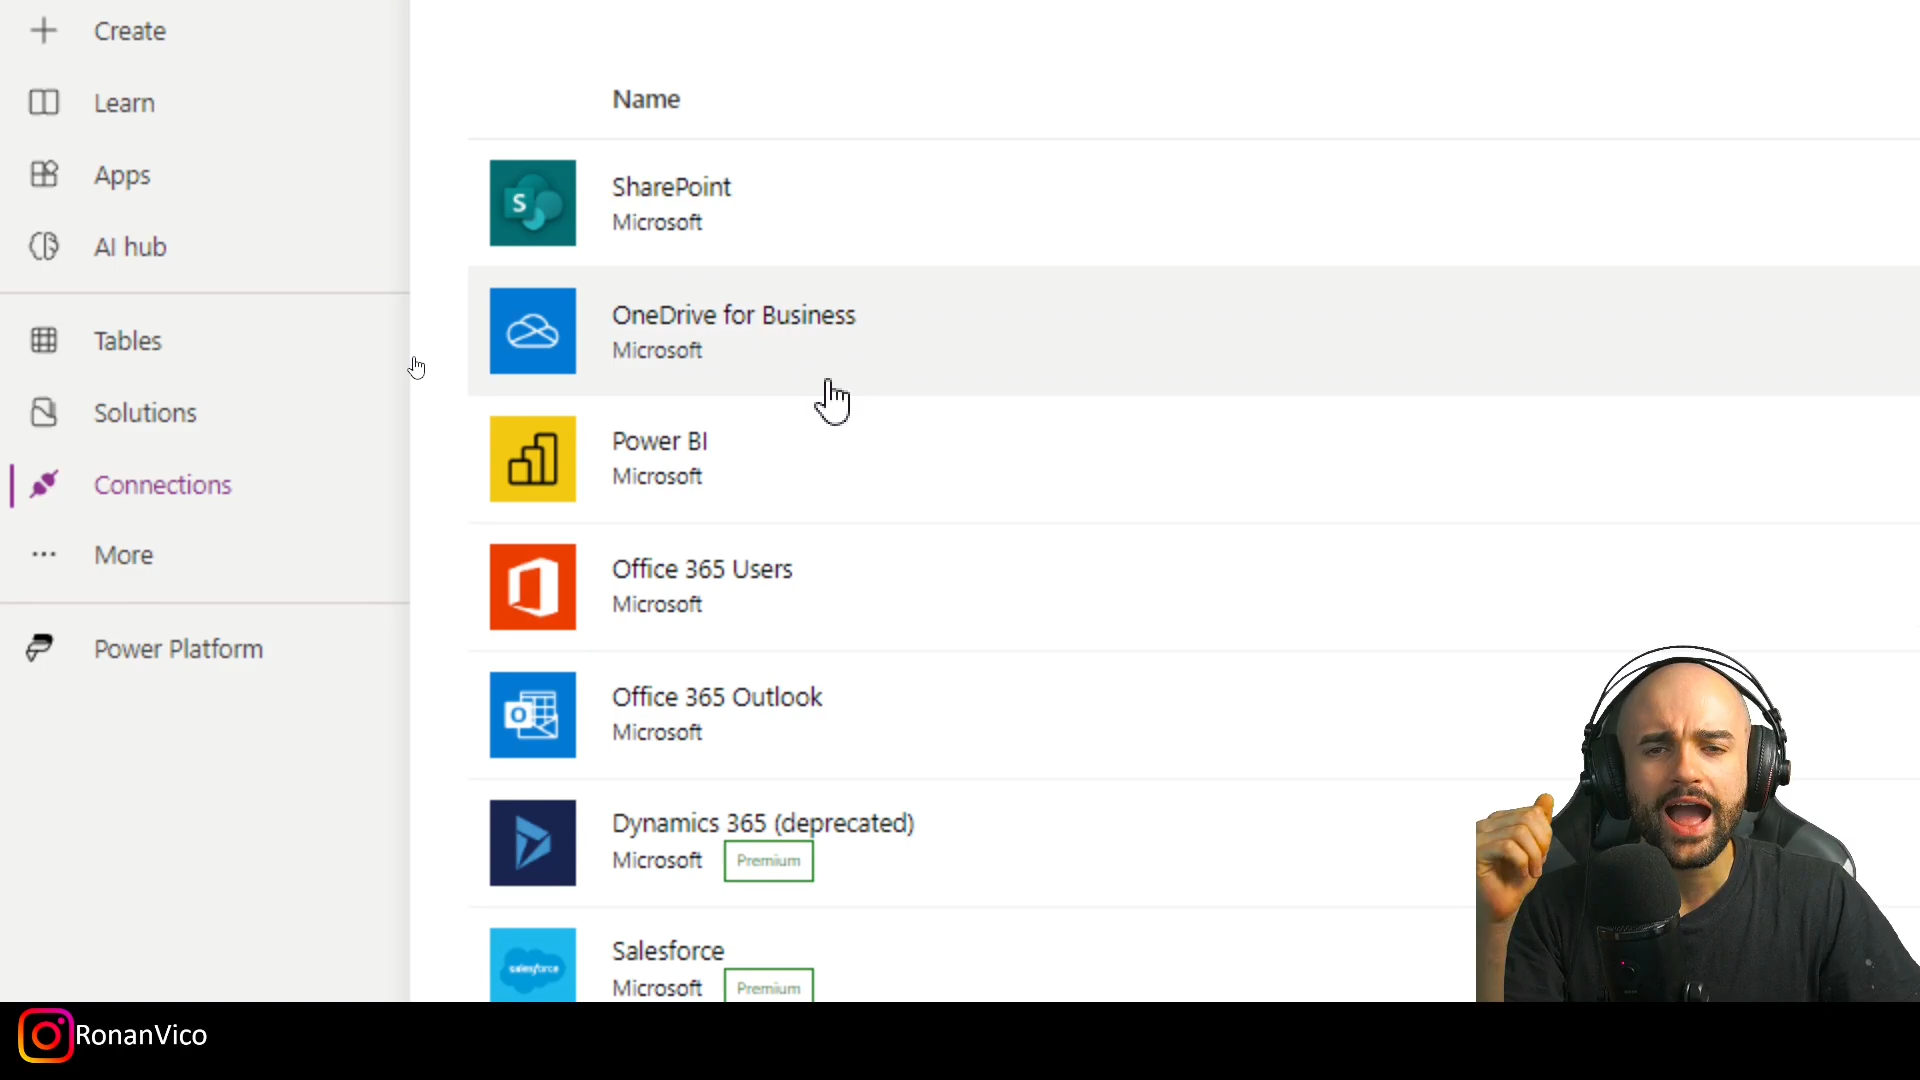 Create
Learn
Apps
AI hub
Tables
Solutions
Connections
More
Power Platform
Name
SharePoint
Microsoft
OneDrive for Business
Microsoft
Power BI
Microsoft
Office 365 Users
Microsoft
Office 365 Outlook
Microsoft
Dynamics 365 (deprecated)
Microsoft Premium
Salesforce
Microsoft Premium
S
O
salesforce
RonanVico